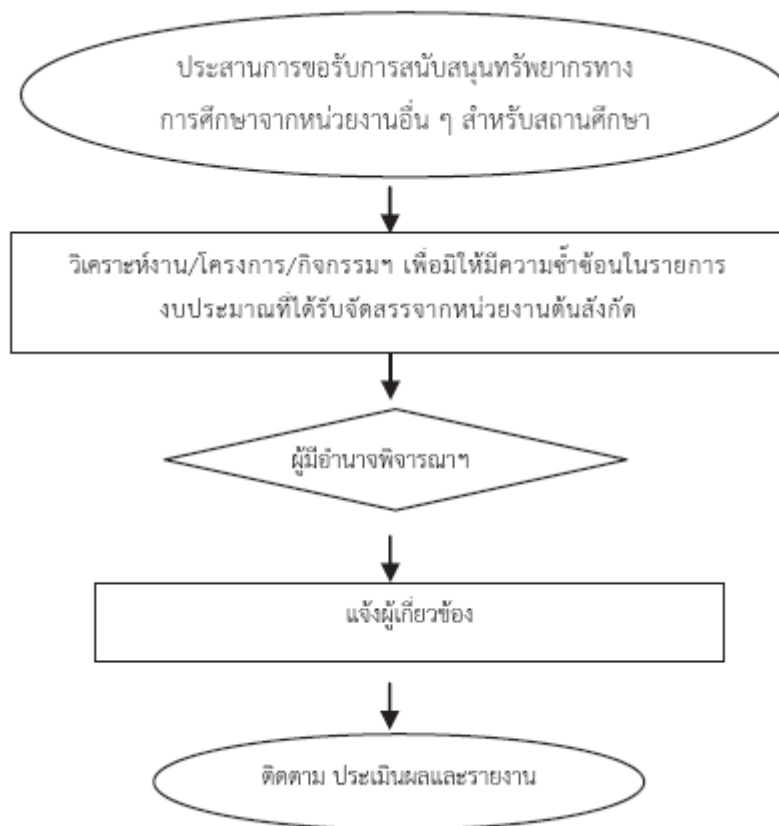 ประสานการขอรับการสนับสนุนทรัพยากรทาง
การศึกษาจากหน่วยงานอื่น ๆ สำหรับสถานศึกษา
วิเคราะห์งาน/โครงการ/กิจกรรมฯ เพื่อมิให้มีความซ้ำซ้อนในรายการ
งบประมาณที่ได้รับจัดสรรจากหน่วยงานต้นสังกัด
ผู้มีอำนาจพิจารณาฯ
แจ้งผู้เกี่ยวข้อง
ติดตาม ประเมินผลและรายงาน